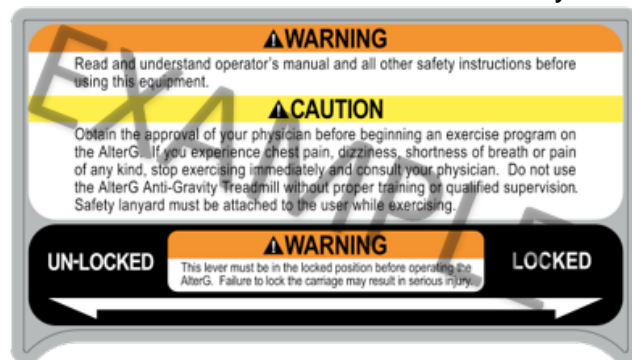 WARNING
Read and understand operator's manual and all other safety instructions before
using this equipment.
CAUTION
Obtain the approval of your physician before beginning an exercise program on
the AlterG. If you experience chest pain, dizziness, shortness of breath or pain
of any kind, stop exercising immediately and consult your physician. Do not use
the AlterG Anti-Gravity Treadmill without proper training or qualified supervision.
Safety lanyard must be attached to the user while exercising.
UN-LOCKED
WARNING
This lever must be in the locked position before operating the
AlterG. Failure to lock the carriage may result in serious injury.
LOCKED
EXAMPLE